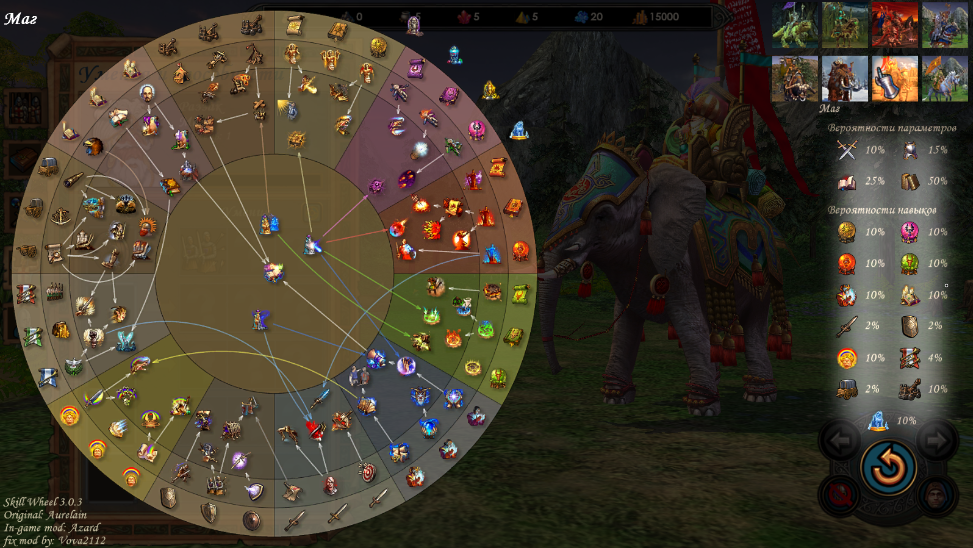 Маг
0
5
5
5
20
15000
Маг
Вероятности параметров
10%
15%
25%
50%
Вероятности навыков
10%
10%
10%
10%
10%
10%
2%
2%
10%
4%
2%
10%
10%
Skill Wheel 3.0.3
Original: Aurelain
In-game mod: Azard
fix mod by: Vova2112